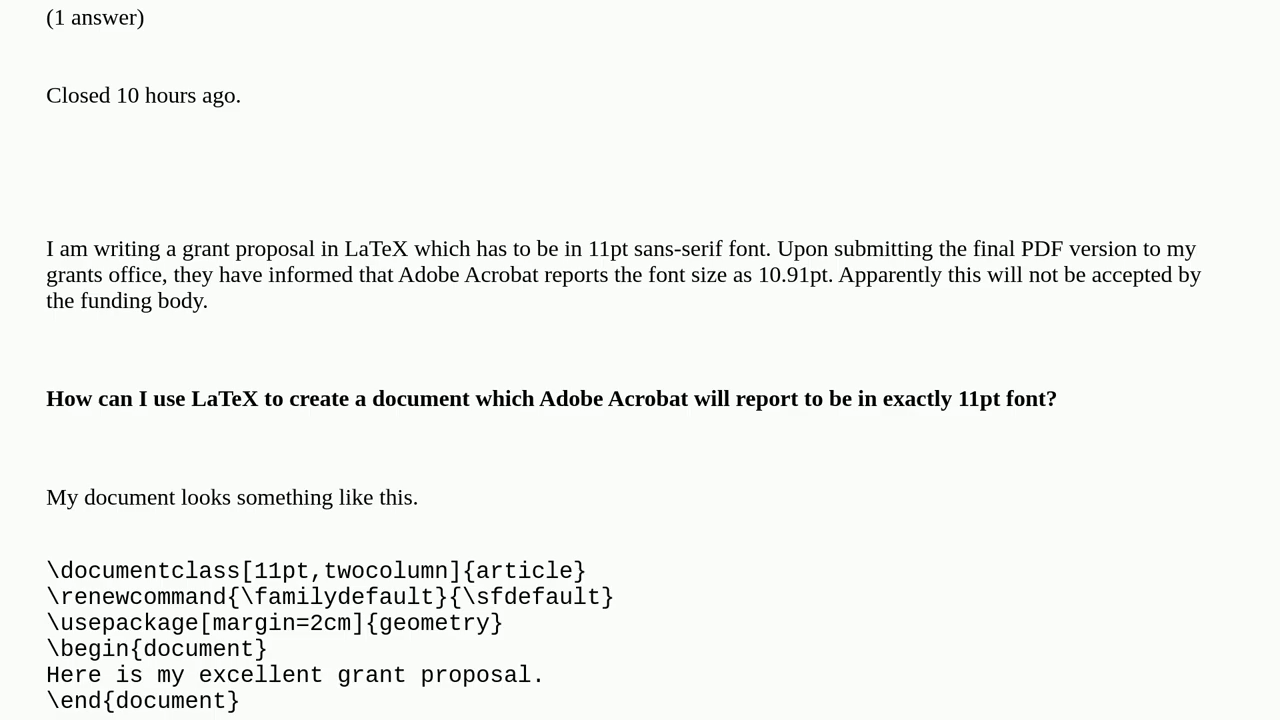 (1 answer)
Closed 10 hours ago.
I am writing a grant proposal in LaTeX which has to be in 11pt sans-serif font. Upon submitting the final PDF version to my
grants office, they have informed that Adobe Acrobat reports the font size as 10.91pt. Apparently this will not be accepted by
the funding body.
How can I use LaTeX to create a document which Adobe Acrobat will report to be in exactly 11pt font?
My document looks something like this.
\documentclass[11pt,twocolumn]{article}
\renewcommand{\familydefault}{\sfdefault}
\usepackage[margin=2cm]{geometry}
\begin{document}
Here is my excellent grant proposal.
\end{document}